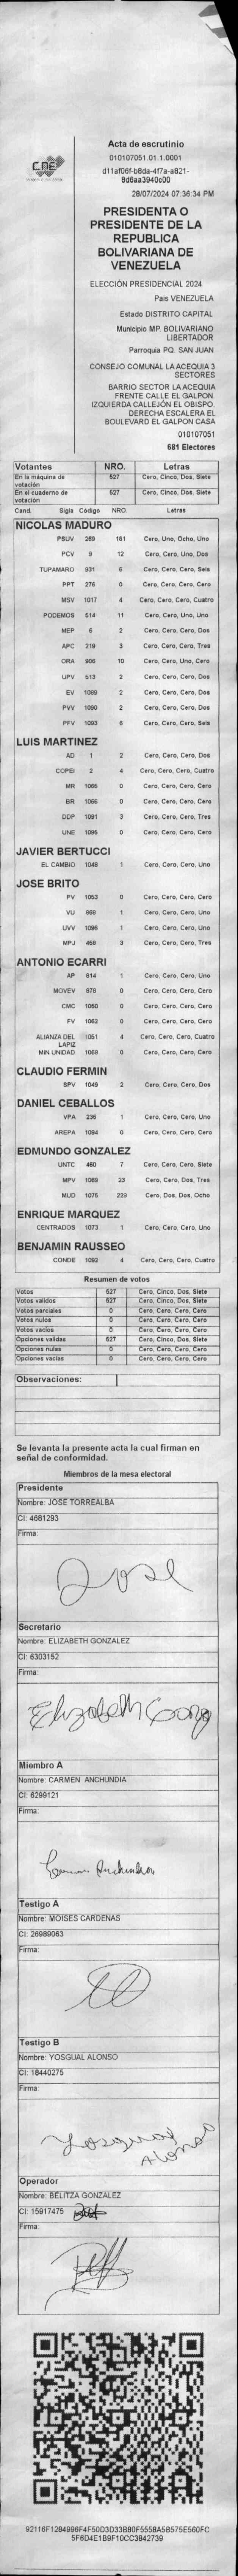 CNE
Acta de escrutinio
010107051.01.1.0001
d11af06f-b8da-4f7a-a821-
8d6aa3940c00
28/07/2024 07:36:34 PM
PRESIDENTA O
PRESIDENTE DE LA
REPUBLICA
BOLIVARIANA DE
VENEZUELA
ELECCIÓN PRESIDENCIAL 2024
Pais VENEZUELA
Estado DISTRITO CAPITAL
Municipio MP. BOLIVARIANO
LIBERTADOR
Parroquia PQ. SAN JUAN
CONSEJO COMUNAL LA ACEQUIA 3
SECTORES
BARRIO SECTOR LA ACEQUIA
FRENTE CALLE EL GALPON.
IZQUIERDA CALLEJÓN EL OBISPO.
DERECHA ESCALERA EL
BOULEVARD EL GALPON CASA
010107051
681 Electores
Votantes NRO. Letras
En la máquina de votación 527 Cero, Cinco, Dos, Siete
En el cuaderno de votación 527 Cero, Cinco, Dos, Siete
Cand. Sigla Código NRO. Letras
NICOLAS MADURO
PSUV 269 181 Cero, Uno, Ocho, Uno
PCV 9 12 Cero, Cero, Uno, Dos
TUPAMARO 931 6 Cero, Cero, Cero, Seis
PPT 276 0 Cero, Cero, Cero, Cero
MSV 1017 4 Cero, Cero, Cero, Cuatro
PODEMOS 514 11 Cero, Cero, Uno, Uno
MEP 6 2 Cero, Cero, Cero, Dos
APC 219 3 Cero, Cero, Cero, Tres
ORA 906 10 Cero, Cero, Uno, Cero
UPV 513 2 Cero, Cero, Cero, Dos
EV 1089 2 Cero, Cero, Cero, Dos
PVV 1090 2 Cero, Cero, Cero, Dos
PFV 1093 6 Cero, Cero, Cero, Seis
LUIS MARTINEZ
AD 1 2 Cero, Cero, Cero, Dos
COPEI 2 4 Cero, Cero, Cero, Cuatro
MR 1065 0 Cero, Cero, Cero, Cero
BR 1066 0 Cero, Cero, Cero, Cero
DDP 1091 3 Cero, Cero, Cero, Tres
UNE 1095 0 Cero, Cero, Cero, Cero
JAVIER BERTUCCI
EL CAMBIO 1048 1 Cero, Cero, Cero, Uno
JOSE BRITO
PV 1053 0 Cero, Cero, Cero, Cero
VU 868 1 Cero, Cero, Cero, Uno
UVV 1096 1 Cero, Cero, Cero, Uno
MPJ 458 3 Cero, Cero, Cero, Tres
ANTONIO ECARRI
AP 814 1 Cero, Cero, Cero, Uno
MOVEV 878 0 Cero, Cero, Cero, Cero
CMC 1060 0 Cero, Cero, Cero, Cero
FV 1062 0 Cero, Cero, Cero, Cero
ALIANZA DEL LAPIZ 1051 4 Cero, Cero, Cero, Cuatro
MIN UNIDAD 1068 0 Cero, Cero, Cero, Cero
CLAUDIO FERMIN
SPV 1049 2 Cero, Cero, Cero, Dos
DANIEL CEBALLOS
VPA 236 1 Cero, Cero, Cero, Uno
AREPA 1084 0 Cero, Cero, Cero, Cero
EDMUNDO GONZALEZ
UNTC 460 7 Cero, Cero, Cero, Siete
MPV 1069 23 Cero, Cero, Dos, Tres
MUD 1076 228 Cero, Dos, Dos, Ocho
ENRIQUE MARQUEZ
CENTRADOS 1073 1 Cero, Cero, Cero, Uno
BENJAMIN RAUSSEO
CONDE 1092 4 Cero, Cero, Cero, Cuatro
Resumen de votos
Votos 527 Cero, Cinco, Dos, Siete
Votos validos 527 Cero, Cinco, Dos, Siete
Votos parciales 0 Cero, Cero, Cero, Cero
Votos nulos 0 Cero, Cero, Cero, Cero
Votos vacíos 0 Cero, Cero, Cero, Cero
Opciones validas 527 Cero, Cinco, Dos, Siete
Opciones nulas 0 Cero, Cero, Cero, Cero
Opciones vacías 0 Cero, Cero, Cero, Cero
Observaciones:
Se levanta la presente acta la cual firman en
señal de conformidad.
Miembros de la mesa electoral
Presidente
Nombre: JOSE TORREALBA
CI: 4681293
Firma:
Jose
Secretario
Nombre: ELIZABETH GONZALEZ
CI: 6303152
Firma:
Elizabeth Gonz
Miembro A
Nombre: CARMEN ANCHUNDIA
CI: 6299121
Firma:
Carmen Anchundia
Testigo A
Nombre: MOISES CARDENAS
CI: 26989063
Firma:
Testigo B
Nombre: YOSGUAL ALONSO
CI: 18440275
Firma:
Yosgual
Alonso
Operador
Nombre: BELITZA GONZALEZ
CI: 15917475
Firma:
92116F1284996F4F50D3D33B80F555BA5B575E560FC
5F6D4E1B9F10CC3842739